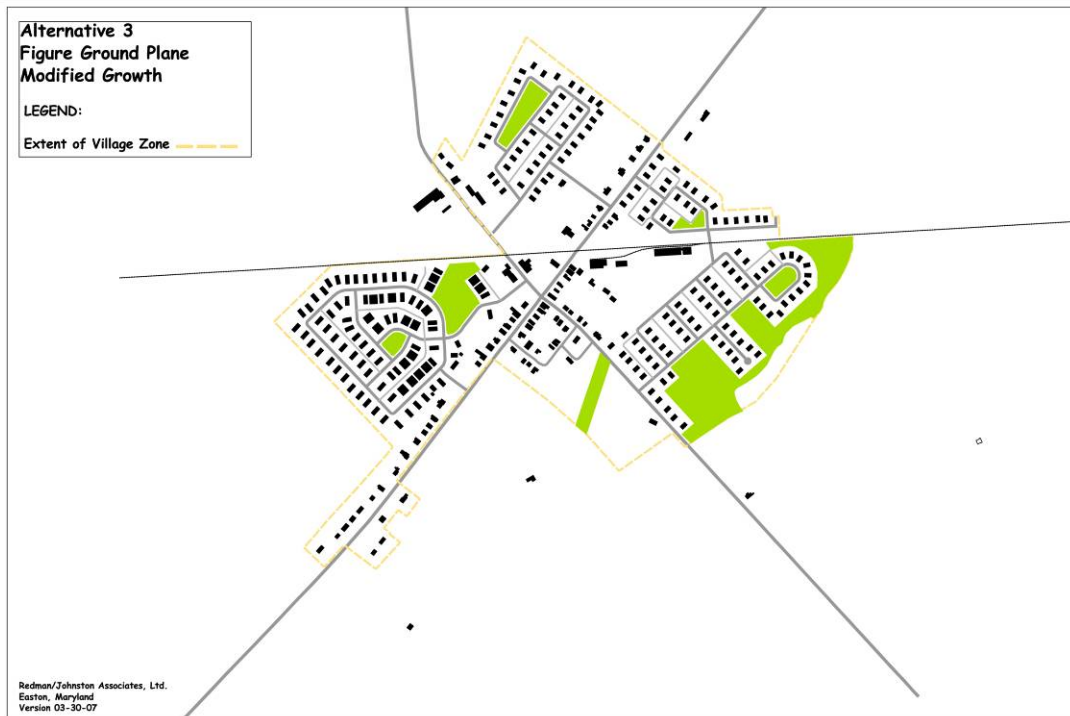 Alternative 3
Figure Ground Plane
Modified Growth
LEGEND:
Extent of Village Zone
Redman/Johnston Associates, Ltd.
Easton, Maryland
Version 03-30-07